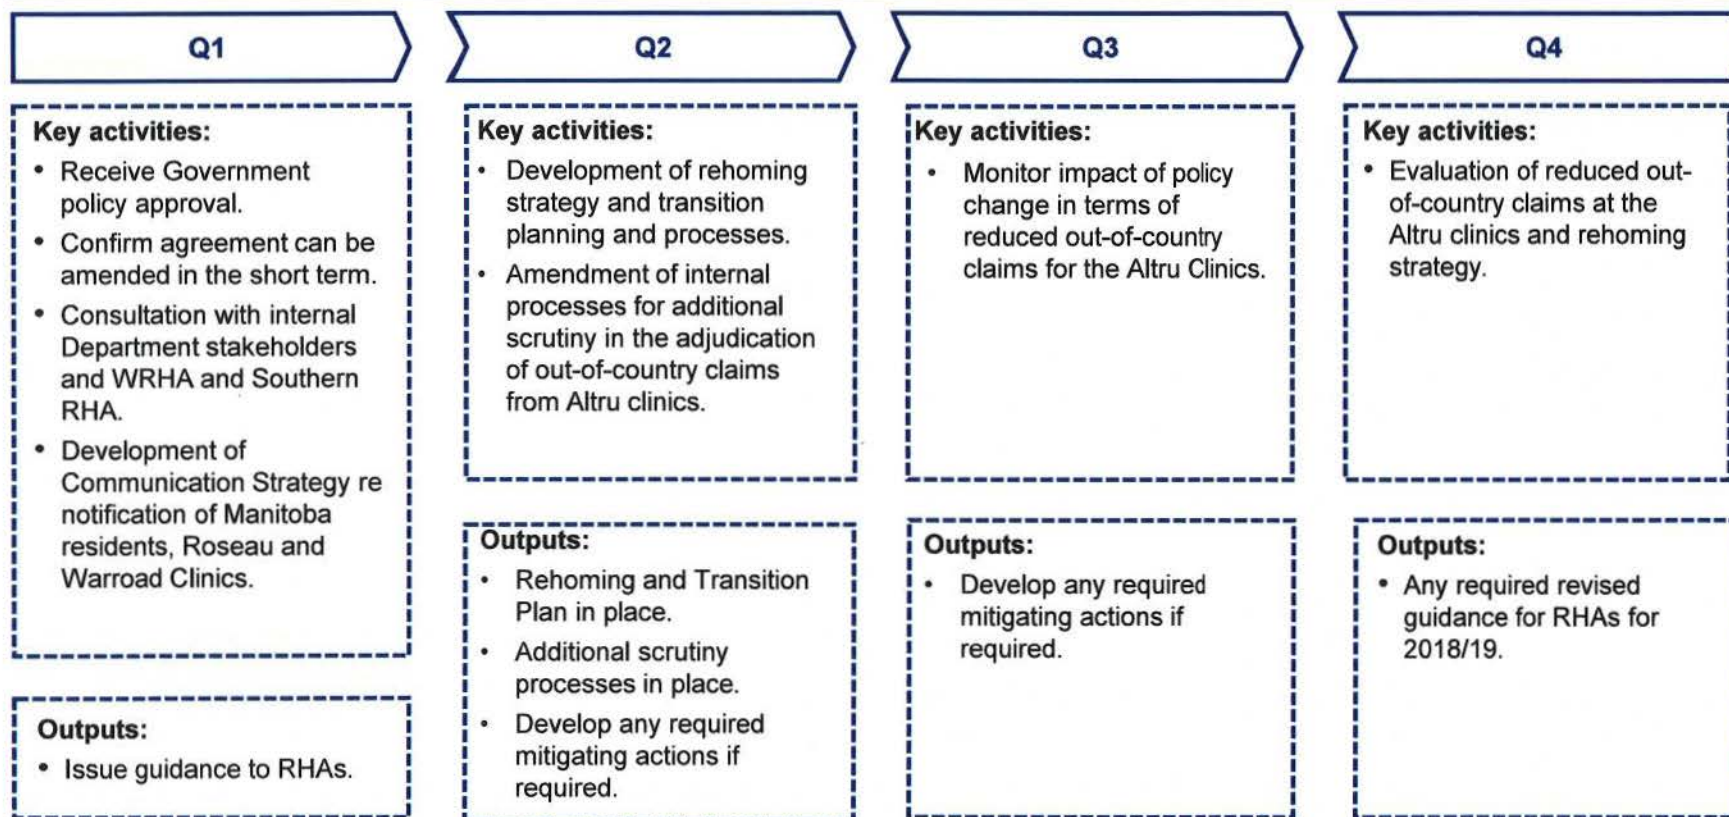 Q1
Key activities:
• Receive Government
policy approval.
• Confirm agreement can be
amended in the short term.
• Consultation with internal
Department stakeholders
and WRHA and Southern
RHA.
• Development of
Communication Strategy re
notification of Manitoba
residents, Roseau and
Warroad Clinics.
Outputs:
• Issue guidance to RHAs.
Q2
Key activities:
• Development of rehoming
strategy and transition
planning and processes.
• Amendment of internal
processes for additional
scrutiny in the adjudication
of out-of-country claims
from Altru clinics.
Outputs:
• Rehoming and Transition
Plan in place.
• Additional scrutiny
processes in place.
• Develop any required
mitigating actions if
required.
Q3
Key activities:
• Monitor impact of policy
change in terms of
reduced out-of-country
claims for the Altru Clinics.
Outputs:
• Develop any required
mitigating actions if
required.
Q4
Key activities:
• Evaluation of reduced out-
of-country claims at the
Altru clinics and rehoming
strategy.
Outputs:
• Any required revised
guidance for RHAs for
2018/19.